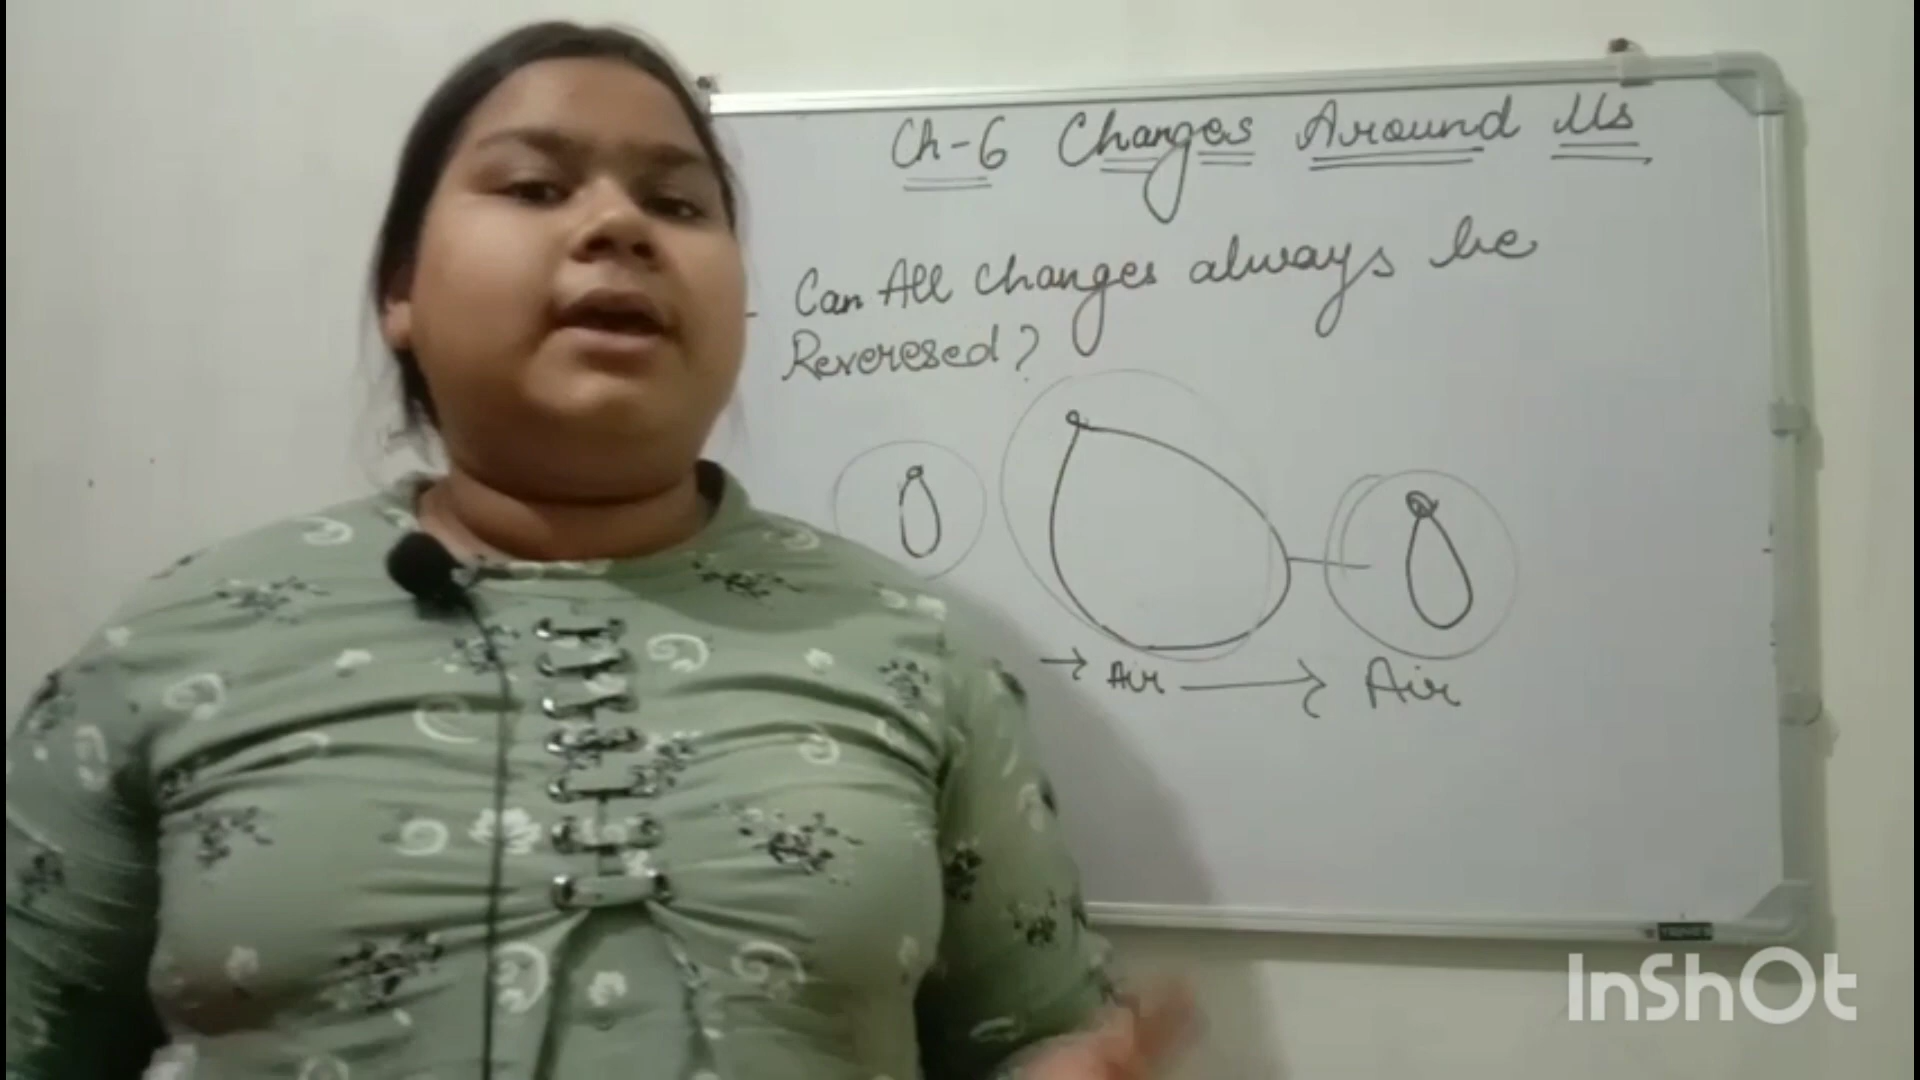 Ch-6 Changes Around Us
- Can All changes always be
Reveresed?
→ Air → Air
InShOt